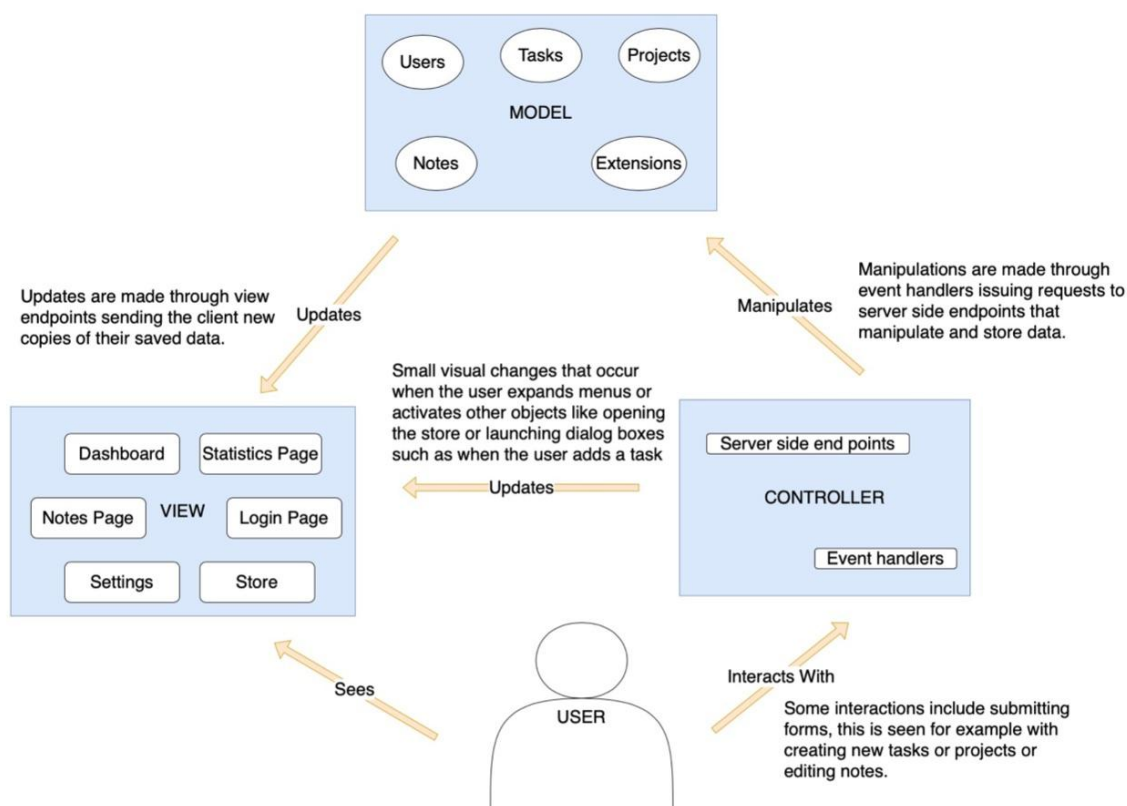 Users
Tasks
Projects
MODEL
Notes
Extensions
Updates are made through view
endpoints sending the client new
copies of their saved data.
Updates
Manipulates
Manipulations are made through
event handlers issuing requests to
server side endpoints that
manipulate and store data.
Small visual changes that occur
when the user expands menus or
activates other objects like opening
the store or launching dialog boxes
such as when the user adds a task
Updates
Dashboard
Statistics Page
Notes Page
VIEW
Login Page
Settings
Store
Server side end points
CONTROLLER
Event handlers
Sees
USER
Interacts With
Some interactions include submitting
forms, this is seen for example with
creating new tasks or projects or
editing notes.